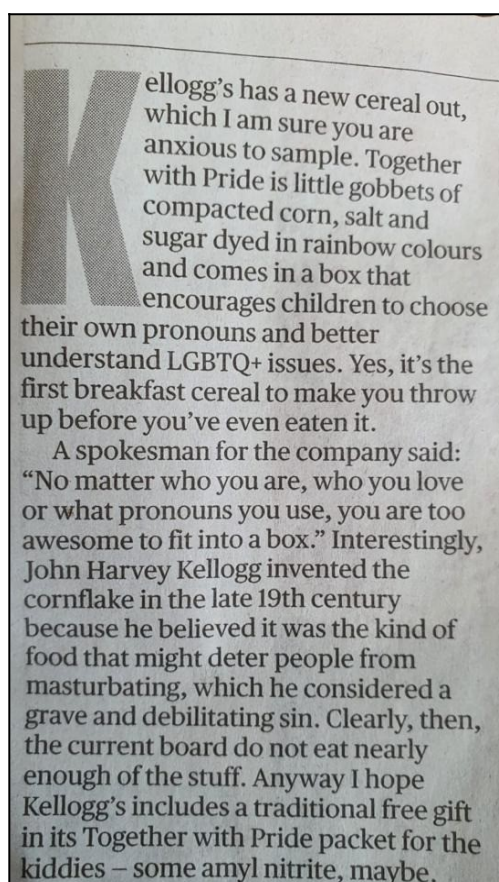 Kellogg's has a new cereal out,
which I am sure you are
anxious to sample. Together
with Pride is little gobbets of
compacted corn, salt and
sugar dyed in rainbow colours
and comes in a box that
encourages children to choose
their own pronouns and better
understand LGBTQ+ issues. Yes, it's the
first breakfast cereal to make you throw
up before you've even eaten it.
A spokesman for the company said:
“No matter who you are, who you love
or what pronouns you use, you are too
awesome to fit into a box.” Interestingly,
John Harvey Kellogg invented the
cornflake in the late 19th century
because he believed it was the kind of
food that might deter people from
masturbating, which he considered a
grave and debilitating sin. Clearly, then,
the current board do not eat nearly
enough of the stuff. Anyway I hope
Kellogg's includes a traditional free gift
in its Together with Pride packet for the
kiddies – some amyl nitrite, maybe.